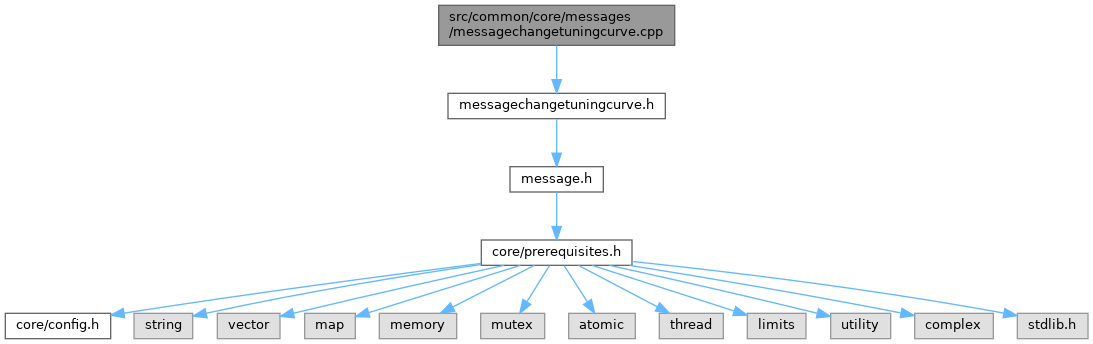 src/common/core/messages
/messagechangetuningcurve.cpp
messagechangetuningcurve.h
message.h
core/prerequisites.h
core/config.h
string
vector
map
memory
mutex
atomic
thread
limits
utility
complex
stdlib.h